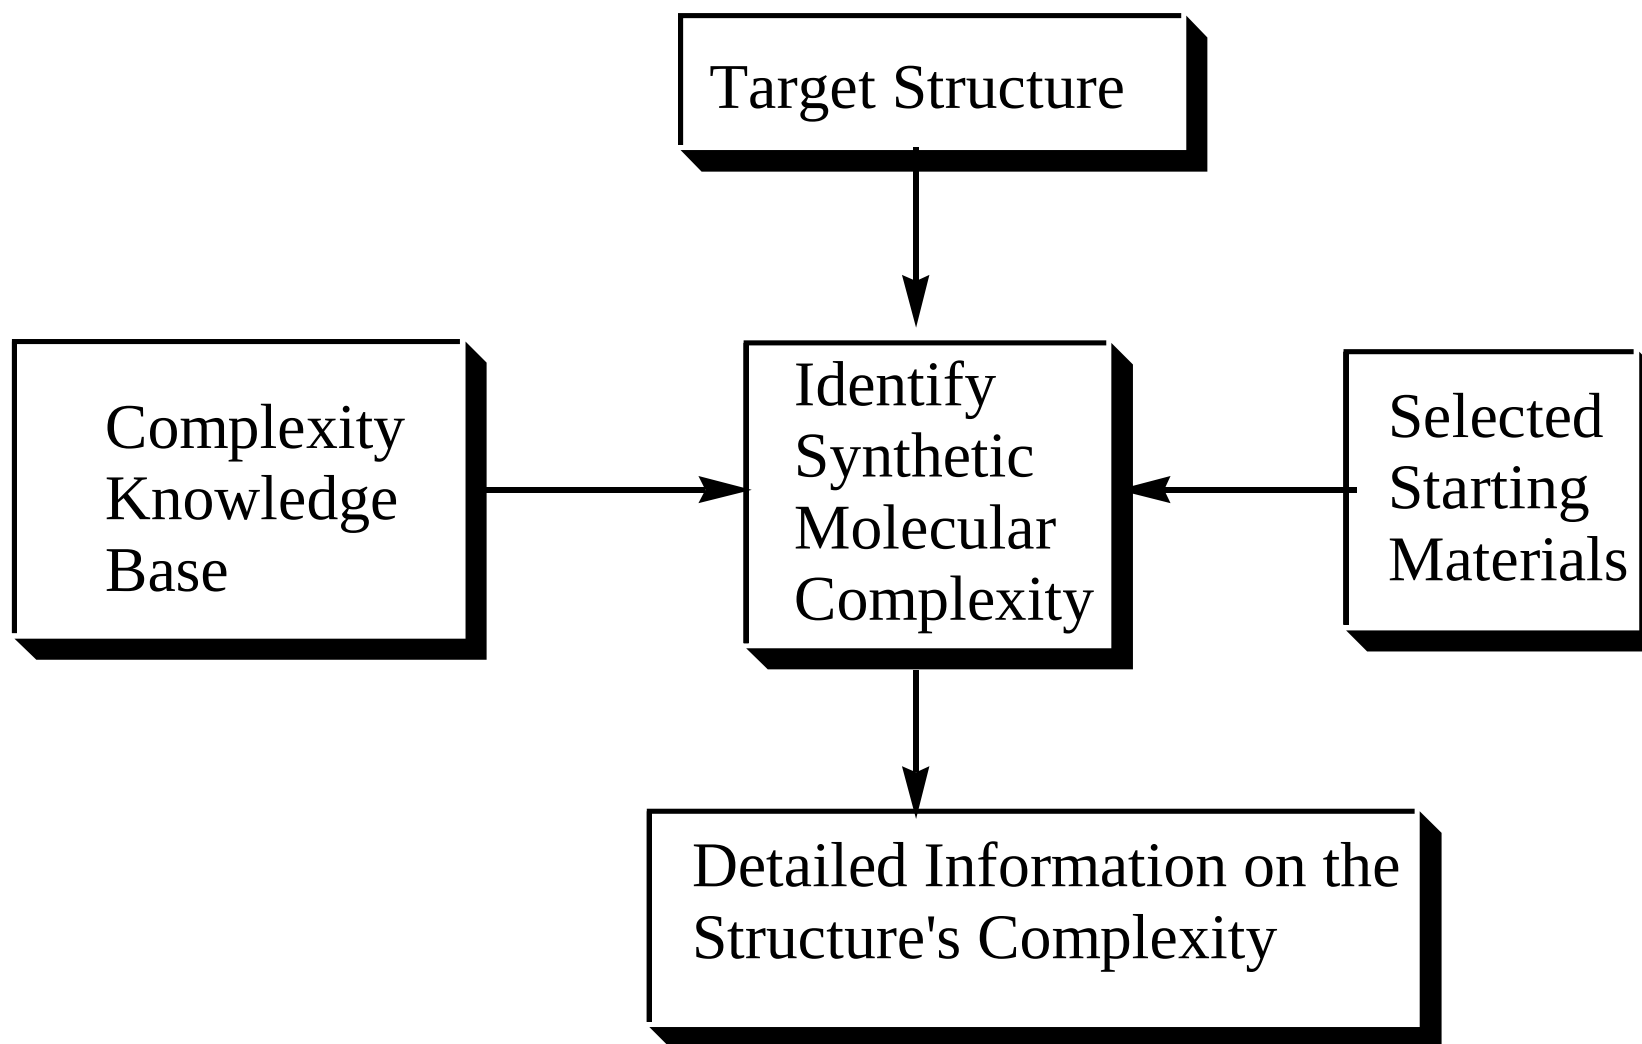 Target Structure
Complexity
Knowledge
Base
Identify
Synthetic
Molecular
Complexity
Selected
Starting
Materials
Detailed Information on the
Structure's Complexity